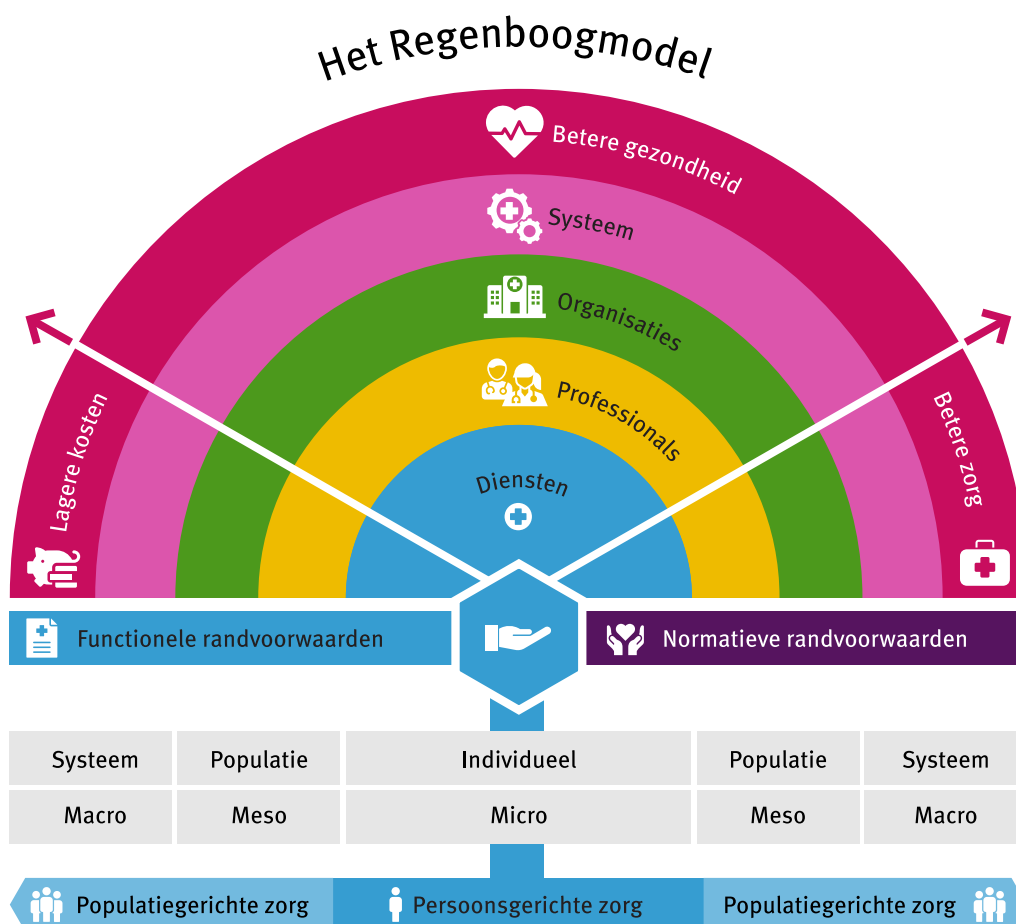 Het Regenboogmodel
Betere gezondheid
Systeem
Organisaties
Professionals
Diensten
Lagere kosten
Betere zorg
Functionele randvoorwaarden
Normatieve randvoorwaarden
Systeem Populatie Individueel Populatie Systeem
Macro Meso Micro Meso Macro
Populatiegerichte zorg Persoonsgerichte zorg Populatiegerichte zorg